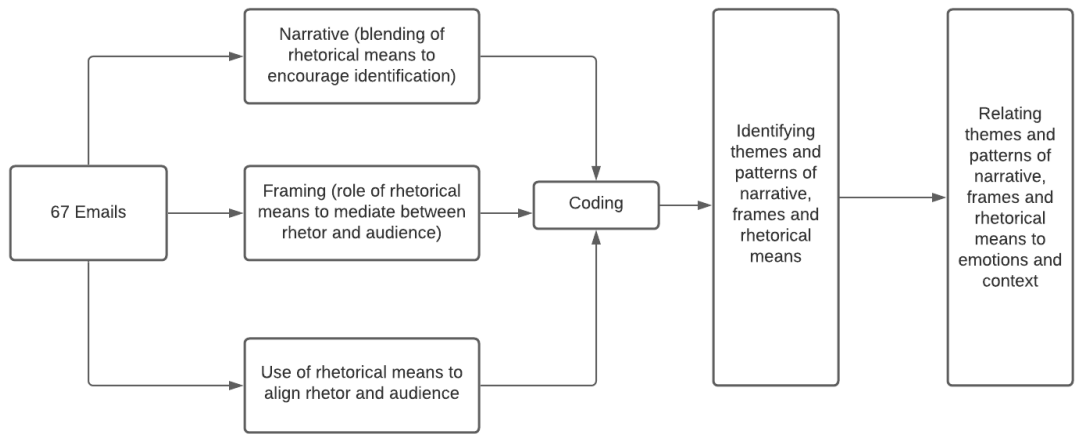 Narrative (blending of
rhetorical means to
encourage identification)
67 Emails
Framing (role of rhetorical
means to mediate between
rhetor and audience)
Use of rhetorical means to
align rhetor and audience
Coding
Identifying
themes and
patterns of
narrative,
frames and
rhetorical
means
Relating
themes and
patterns of
narrative,
frames and
rhetorical
means to
emotions and
context